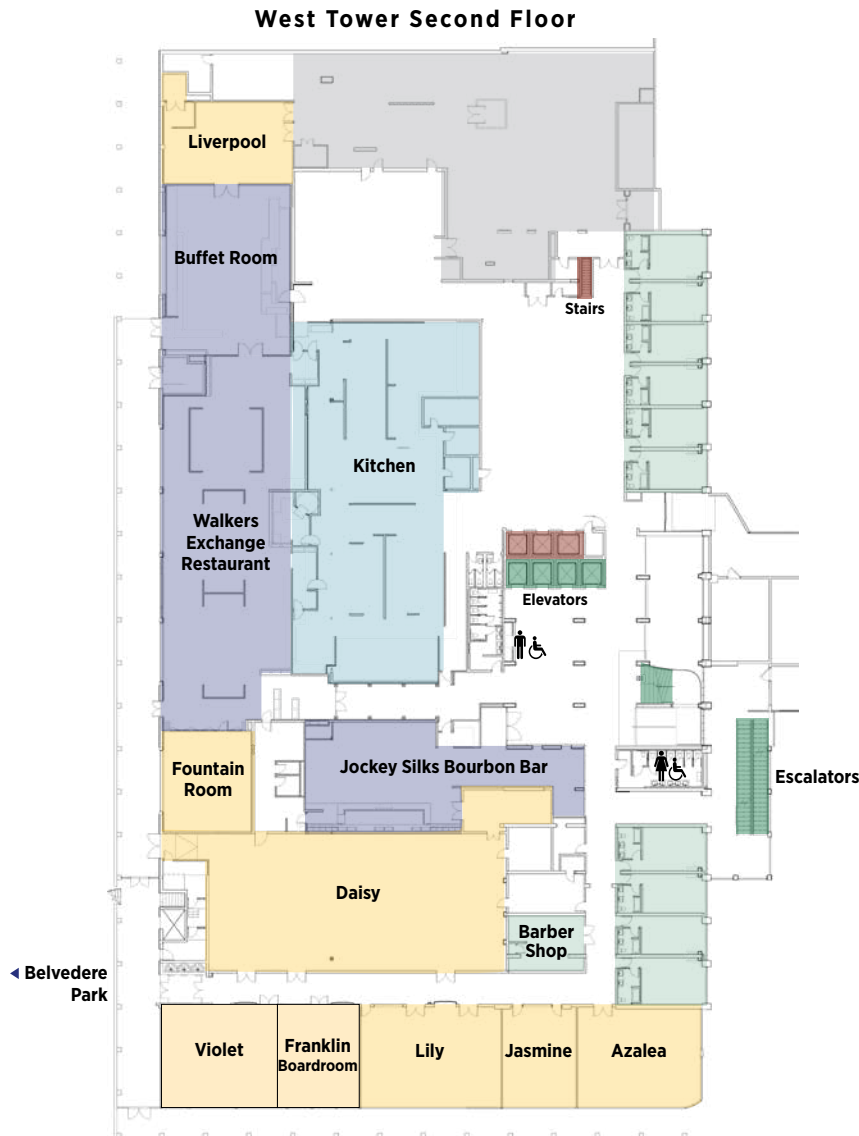 West Tower Second Floor
Liverpool
Buffet Room
Stairs
Kitchen
Walkers
Exchange
Restaurant
Elevators
Jockey Silks Bourbon Bar
Fountain
Room
Escalators
Daisy
Barber
Shop
Belvedere
Park
Violet
Franklin
Boardroom
Lily
Jasmine
Azalea